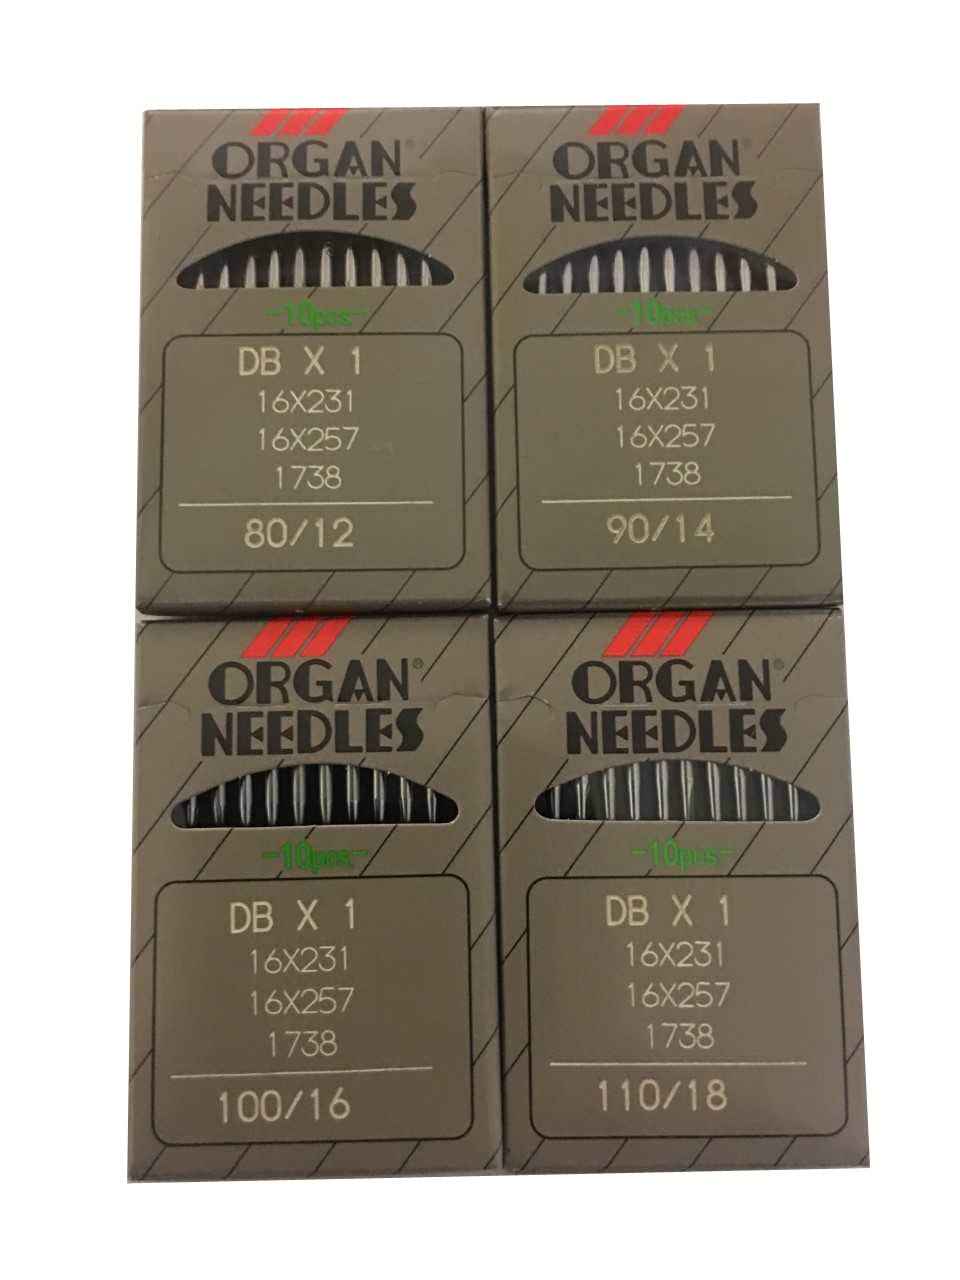 ORGAN®
NEEDLES
-10pcs-
DB X 1
16X231
16X257
1738
80/12
ORGAN®
NEEDLES
-10pcs-
DB X 1
16X231
16X257
1738
90/14
ORGAN®
NEEDLES
-10pcs-
DB X 1
16X231
16X257
1738
100/16
ORGAN®
NEEDLES
-10pcs-
DB X 1
16X231
16X257
1738
110/18